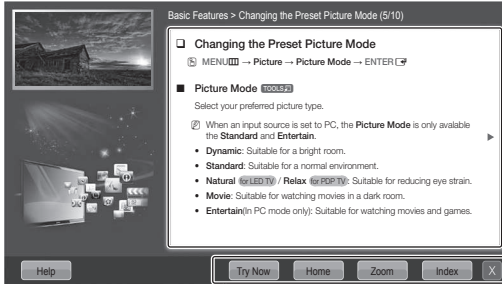 Basic Features > Changing the Preset Picture Mode (5/10)
❑ Changing the Preset Picture Mode
MENU → Picture → Picture Mode → ENTER
■ Picture Mode TOOLS
Select your preferred picture type.
When an input source is set to PC, the Picture Mode is only avalable
the Standard and Entertain.
• Dynamic: Suitable for a bright room.
• Standard: Suitable for a normal environment.
• Natural for LED TV / Relax for PDP TV: Suitable for reducing eye strain.
• Movie: Suitable for watching movies in a dark room.
• Entertain(In PC mode only): Suitable for watching movies and games.
Help Try Now Home Zoom Index X